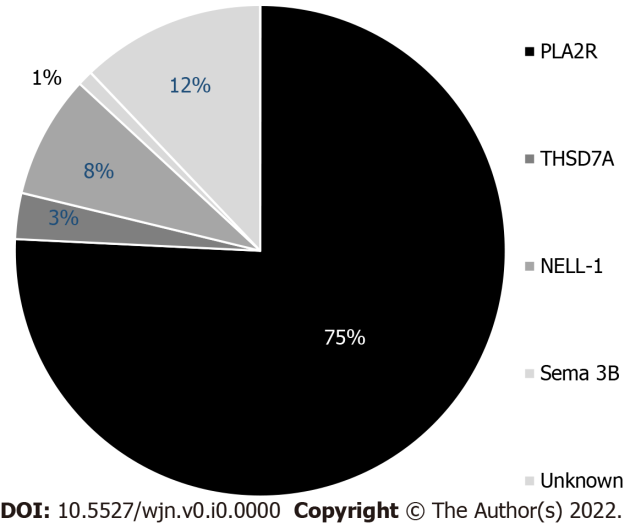 PLA2R
1%
12%
THSD7A
8%
3%
NELL-1
75%
Sema 3B
Unknown
DOI: 10.5527/wjn.v0.i0.0000 Copyright © The Author(s) 2022.